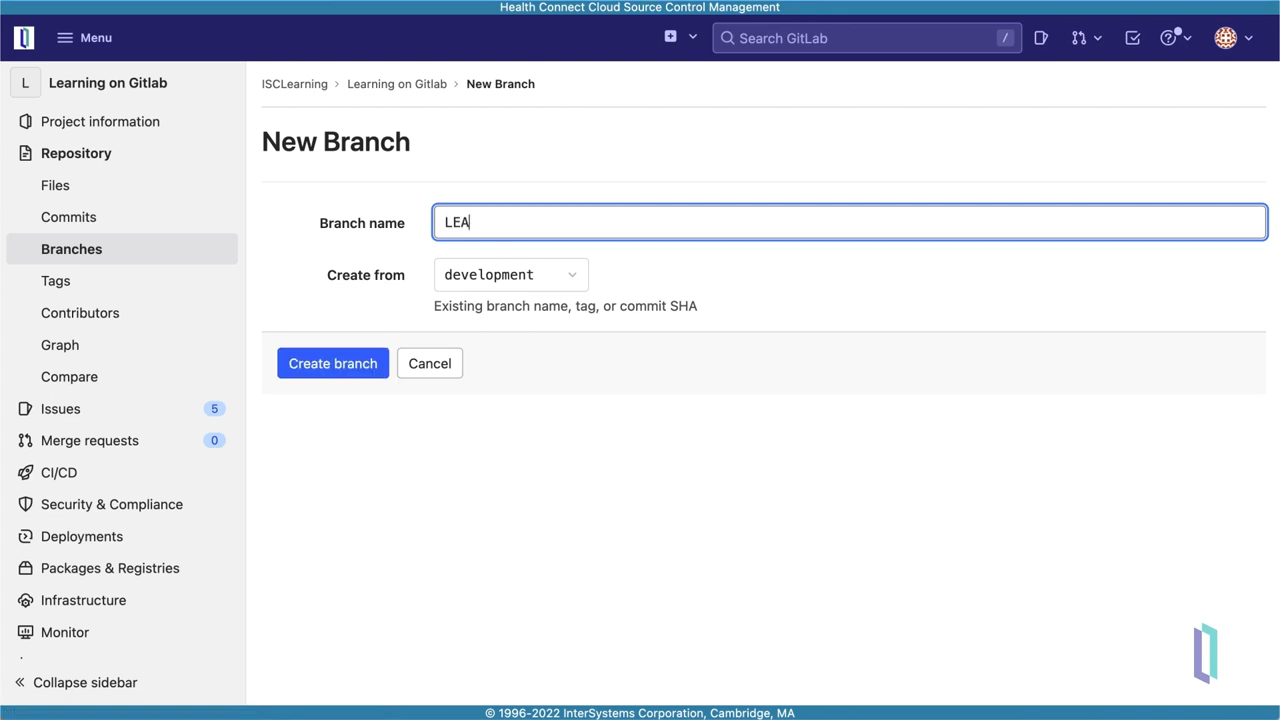 Health Connect Cloud Source Control Management
Menu
Search GitLab
/
L
Learning on Gitlab
ISCLearning › Learning on Gitlab › New Branch
Project information
Repository
Files
Commits
Branches
Tags
Contributors
Graph
Compare
Issues 5
Merge requests 0
CI/CD
Security & Compliance
Deployments
Packages & Registries
Infrastructure
Monitor
Collapse sidebar
New Branch
Branch name LEA
Create from development
Existing branch name, tag, or commit SHA
Create branch Cancel
© 1996-2022 InterSystems Corporation, Cambridge, MA